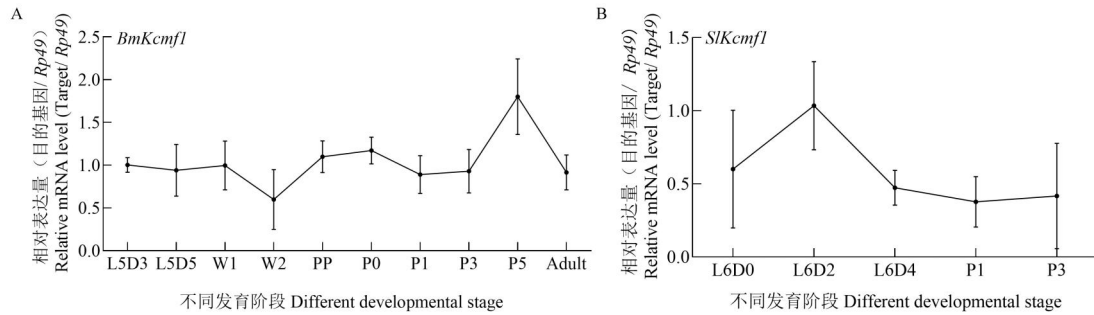 A
BmKcmf1
相对表达量（目的基因/ Rp49）
Relative mRNA level (Target/ Rp49)
2.5
2.0
1.5
1.0
0.5
0.0
L5D3 L5D5 W1 W2 PP P0 P1 P3 P5 Adult
不同发育阶段 Different developmental stage
B
SlKcmf1
相对表达量（目的基因/ Rp49）
Relative mRNA level (Target/ Rp49)
1.5
1.0
0.5
0.0
L6D0 L6D2 L6D4 P1 P3
不同发育阶段 Different developmental stage